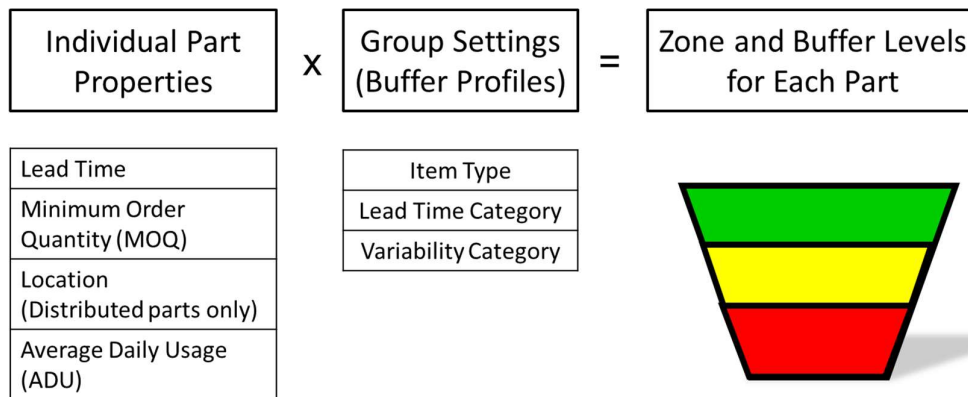 Individual Part
Properties
x
Group Settings
(Buffer Profiles)
=
Zone and Buffer Levels
for Each Part
Lead Time
Minimum Order
Quantity (MOQ)
Location
(Distributed parts only)
Average Daily Usage
(ADU)
Item Type
Lead Time Category
Variability Category